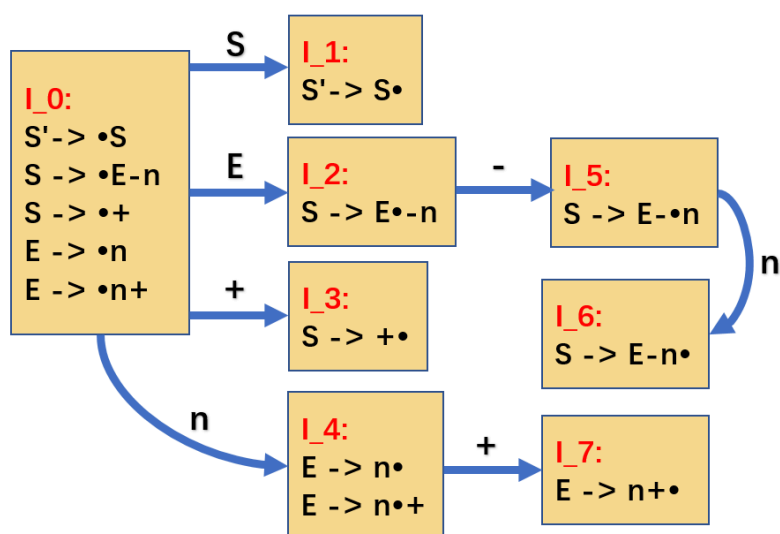 I_0:
S'-> •S
S -> •E-n
S -> •+
E -> •n
E -> •n+
S
I_1:
S'-> S•
E
I_2:
S -> E•-n
-
I_5:
S -> E-•n
n
+
I_3:
S -> +•
I_6:
S -> E-n•
n
I_4:
E -> n•
E -> n•+
+
I_7:
E -> n+•